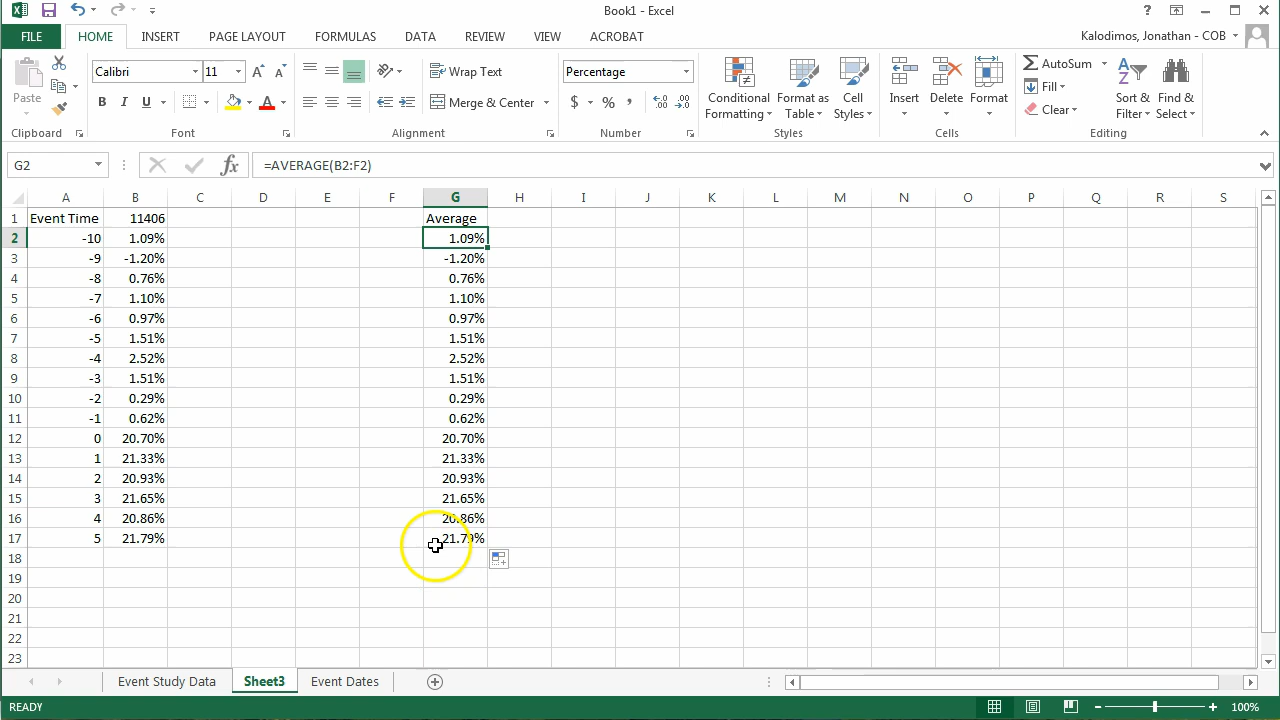 Book1 - Excel
FILE HOME INSERT PAGE LAYOUT FORMULAS DATA REVIEW VIEW ACROBAT Kalodimos, Jonathan - COB
Paste
Calibri 11
B I U
A A
Wrap Text
Merge & Center
Percentage
$ % ,
Conditional Formatting
Format as Table
Cell Styles
Insert
Delete
Format
AutoSum
Fill
Clear
Sort & Filter
Find & Select
Clipboard Font Alignment Number Styles Cells Editing
G2 fx =AVERAGE(B2:F2)
A B C D E F G H I J K L M N O P Q R S
1 Event Time 11406 Average
2 -10 1.09% 1.09%
3 -9 -1.20% -1.20%
4 -8 0.76% 0.76%
5 -7 1.10% 1.10%
6 -6 0.97% 0.97%
7 -5 1.51% 1.51%
8 -4 2.52% 2.52%
9 -3 1.51% 1.51%
10 -2 0.29% 0.29%
11 -1 0.62% 0.62%
12 0 20.70% 20.70%
13 1 21.33% 21.33%
14 2 20.93% 20.93%
15 3 21.65% 21.65%
16 4 20.86% 20.86%
17 5 21.79% 21.79%
18
19
20
21
22
23
Event Study Data Sheet3 Event Dates
READY 100%